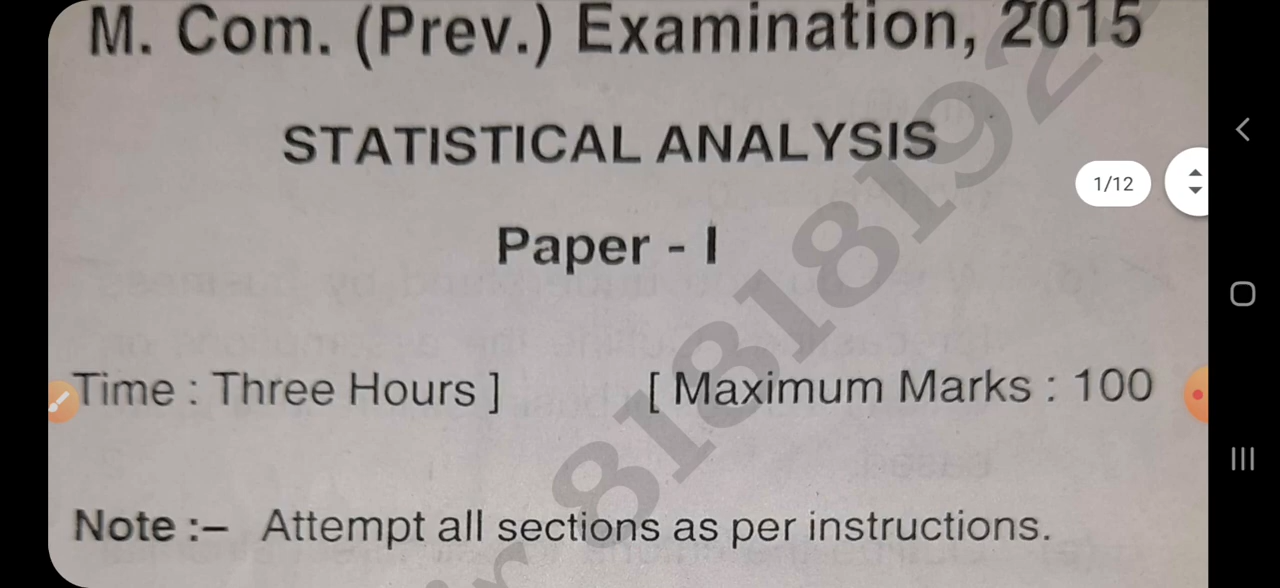 M. Com. (Prev.) Examination, 2015
STATISTICAL ANALYSIS
1/12
Paper - I
Time : Three Hours ] [ Maximum Marks : 100
Note :– Attempt all sections as per instructions.